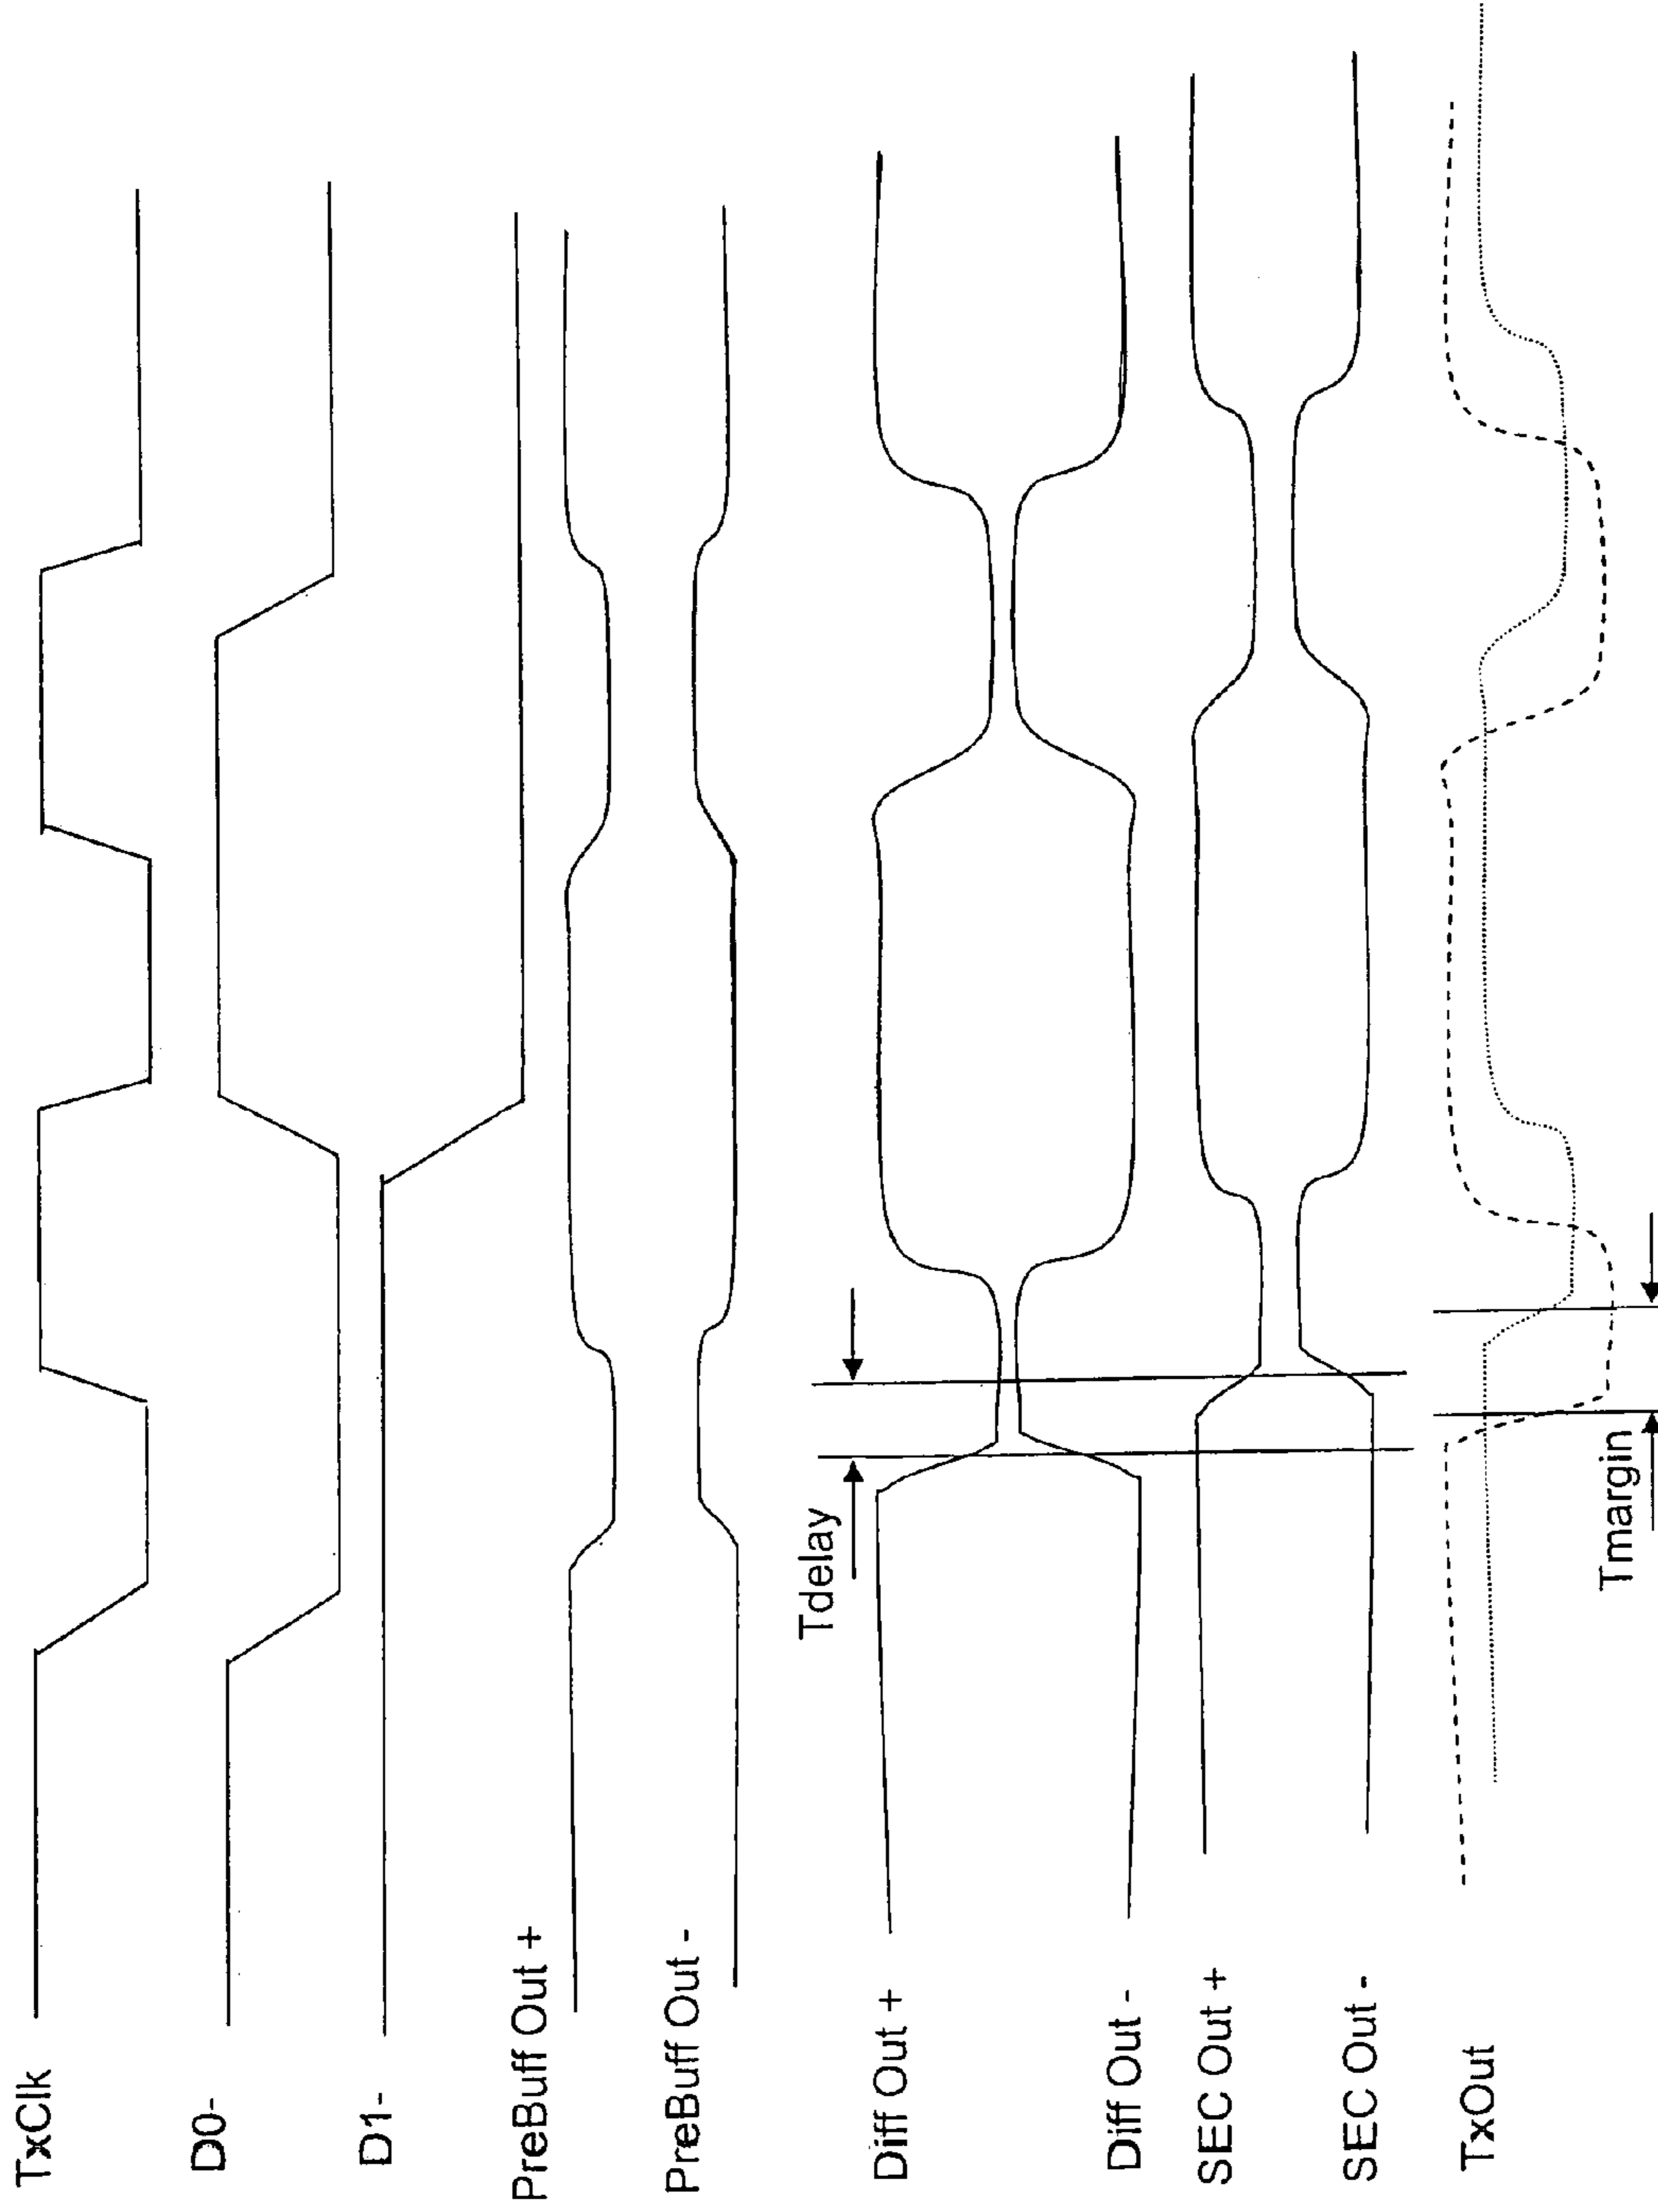 TxClk
D0-
D1-
PreBuff Out +
PreBuff Out -
Tdelay
Diff Out +
Diff Out -
SEC Out +
SEC Out -
TxOut
Tmargin